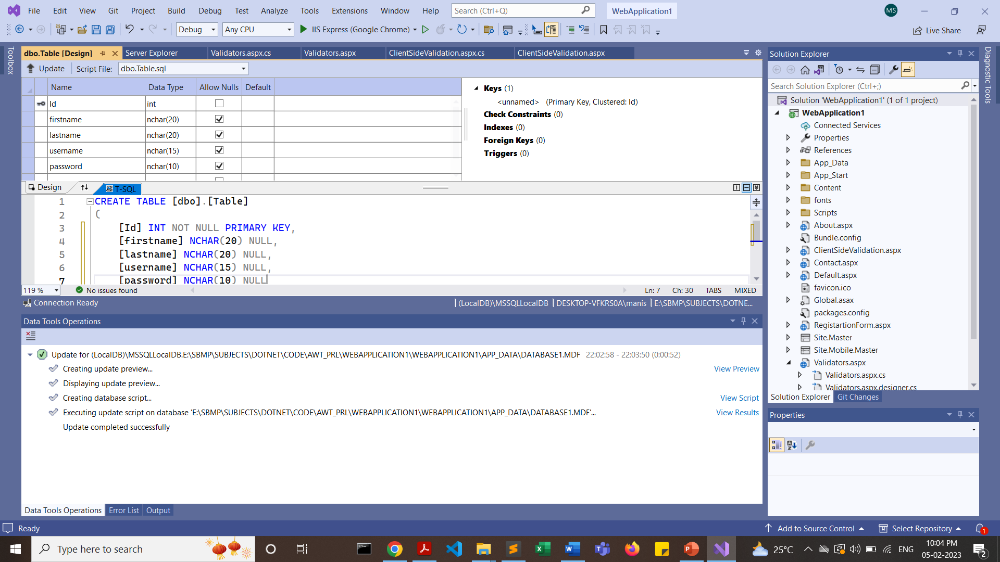 File Edit View Git Project Build Debug Test Analyze Tools Extensions Window Help Search (Ctrl+Q) WebApplication1 MS
Debug Any CPU IIS Express (Google Chrome) Live Share
Toolbox
dbo.Table [Design] Server Explorer Validators.aspx.cs Validators.aspx ClientSideValidation.aspx.cs ClientSideValidation.aspx
Update Script File: dbo.Table.sql
Name Data Type Allow Nulls Default
Id int
firstname nchar(20)
lastname nchar(20)
username nchar(15)
password nchar(10)
Keys (1)
<unnamed> (Primary Key, Clustered: Id)
Check Constraints (0)
Indexes (0)
Foreign Keys (0)
Triggers (0)
Design T-SQL
1 CREATE TABLE [dbo].[Table]
2 (
3 [Id] INT NOT NULL PRIMARY KEY,
4 [firstname] NCHAR(20) NULL,
5 [lastname] NCHAR(20) NULL,
6 [username] NCHAR(15) NULL,
7 [password] NCHAR(10) NULL
119 % No issues found Ln: 7 Ch: 30 TABS MIXED
Connection Ready (LocalDB)\MSSQLLocalDB DESKTOP-VFKRS0A\manis E:\SBMP\SUBJECTS\DOTNE...
Data Tools Operations
Update for (LocalDB)\MSSQLLocalDB.E:\SBMP\SUBJECTS\DOTNET\CODE\AWT_PRL\WEBAPPLICATION1\WEBAPPLICATION1\APP_DATA\DATABASE1.MDF 22:02:58 - 22:03:50 (0:00:52)
Creating update preview... View Preview
Displaying update preview...
Creating database script... View Script
Executing update script on database 'E:\SBMP\SUBJECTS\DOTNET\CODE\AWT_PRL\WEBAPPLICATION1\WEBAPPLICATION1\APP_DATA\DATABASE1.MDF'... View Results
Update completed successfully
Data Tools Operations Error List Output
Solution Explorer
Search Solution Explorer (Ctrl+;)
Solution 'WebApplication1' (1 of 1 project)
WebApplication1
Connected Services
Properties
References
App_Data
App_Start
Content
fonts
Scripts
About.aspx
Bundle.config
ClientSideValidation.aspx
Contact.aspx
Default.aspx
favicon.ico
Global.asax
packages.config
RegistartionForm.aspx
Site.Master
Site.Mobile.Master
Validators.aspx
Validators.aspx.cs
Validators.aspx.designer.cs
Solution Explorer Git Changes
Properties
Diagnostic Tools
Ready Add to Source Control Select Repository 1
Type here to search 25°C ENG 10:04 PM
05-02-2023 2